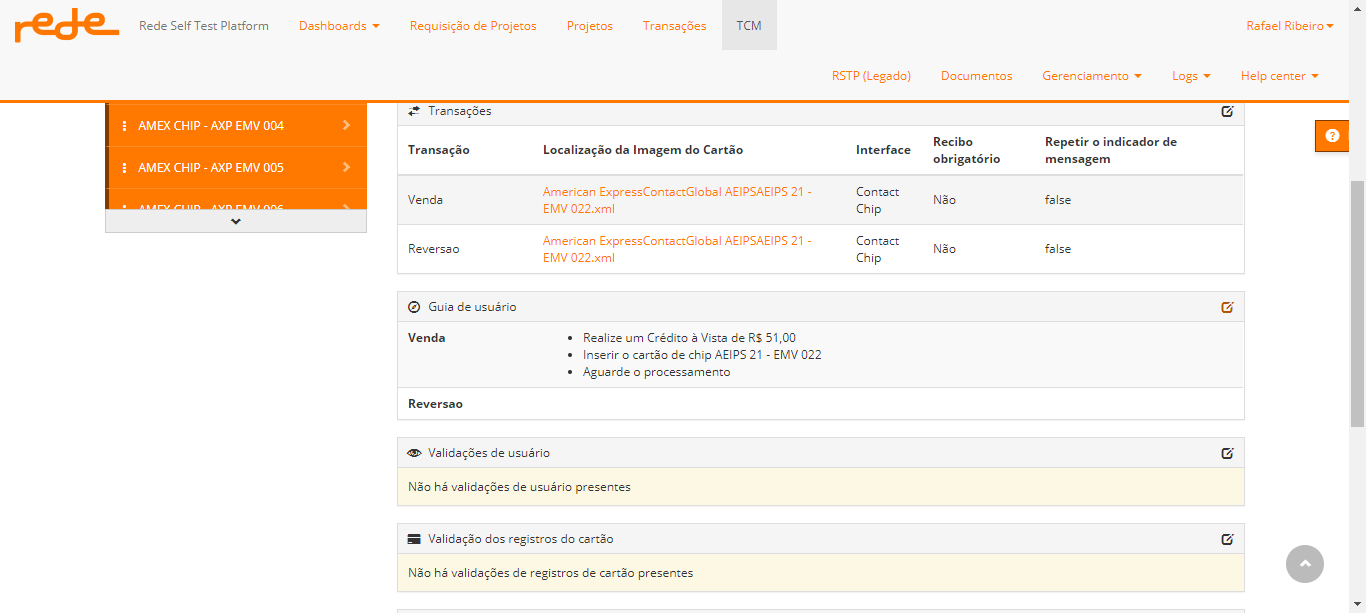 rede Rede Self Test Platform Dashboards Requisição de Projetos Projetos Transações TCM Rafael Ribeiro
RSTP (Legado) Documentos Gerenciamento Logs Help center
AMEX CHIP - AXP EMV 004
AMEX CHIP - AXP EMV 005
AMEX CHIP - AXP EMV 006
Transações
Transação Localização da Imagem do Cartão Interface Recibo obrigatório Repetir o indicador de mensagem
Venda American ExpressContactGlobal AEIPSAEIPS 21 - EMV 022.xml Contact Chip Não false
Reversao American ExpressContactGlobal AEIPSAEIPS 21 - EMV 022.xml Contact Chip Não false
Guia de usuário
Venda
• Realize um Crédito à Vista de R$ 51,00
• Inserir o cartão de chip AEIPS 21 - EMV 022
• Aguarde o processamento
Reversao
Validações de usuário
Não há validações de usuário presentes
Validação dos registros do cartão
Não há validações de registros de cartão presentes